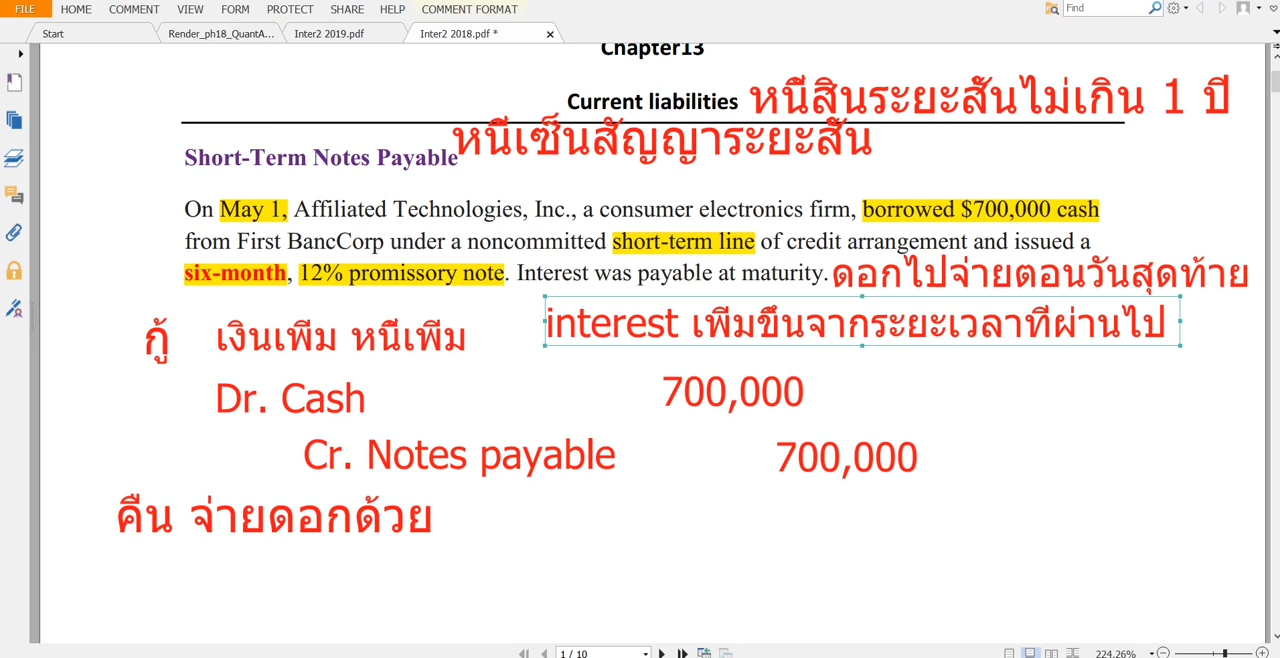 FILE HOME COMMENT VIEW FORM PROTECT SHARE HELP COMMENT FORMAT Find
Start Render_ph18_QuantA... Inter2 2019.pdf Inter2 2018.pdf *
Chapter13
Current liabilities หนี้สินระยะสั้นไม่เกิน 1 ปี
Short-Term Notes Payable หนี้เซ็นสัญญาระยะสั้น
On May 1, Affiliated Technologies, Inc., a consumer electronics firm, borrowed $700,000 cash
from First BancCorp under a noncommitted short-term line of credit arrangement and issued a
six-month, 12% promissory note. Interest was payable at maturity. ดอกไปจ่ายตอนวันสุดท้าย
interest เพิ่มขึ้นจากระยะเวลาที่ผ่านไป
กู้ เงินเพิ่ม หนี้เพิ่ม
Dr. Cash 700,000
Cr. Notes payable 700,000
คืน จ่ายดอกด้วย
1 / 10 224.26%